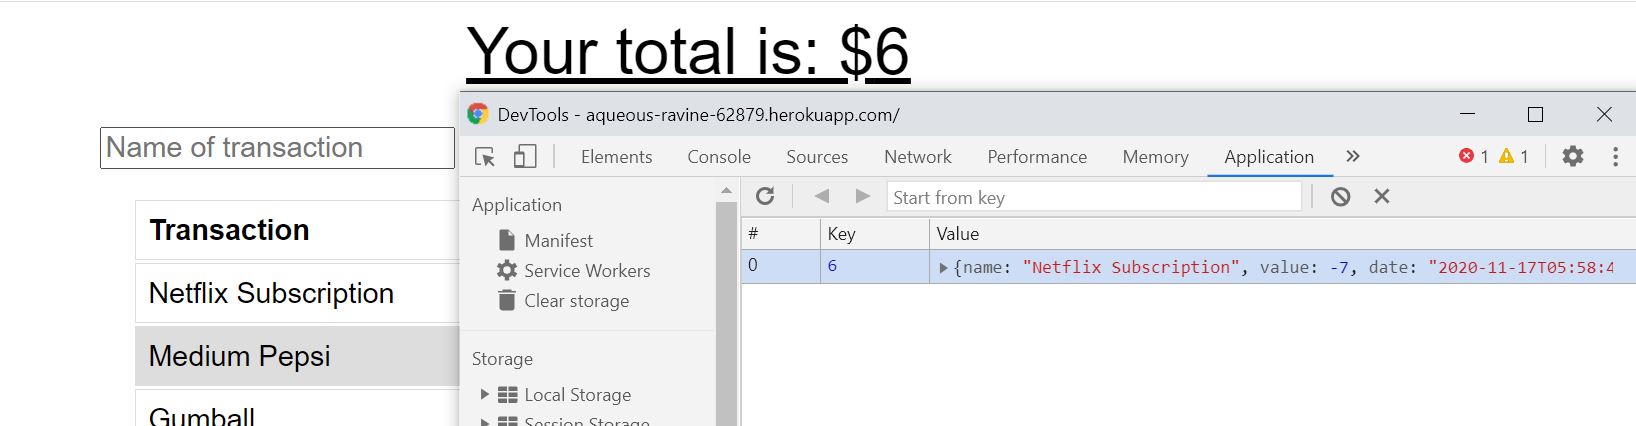 Your total is: $6
DevTools - aqueous-ravine-62879.herokuapp.com/
Name of transaction
Elements Console Sources Network Performance Memory Application » 1 1
Application
Start from key
Manifest
Service Workers
Clear storage
# Key Value
0 6 {name: "Netflix Subscription", value: -7, date: "2020-11-17T05:58:4
Transaction
Netflix Subscription
Medium Pepsi
Gumball
Storage
Local Storage
Session Storage